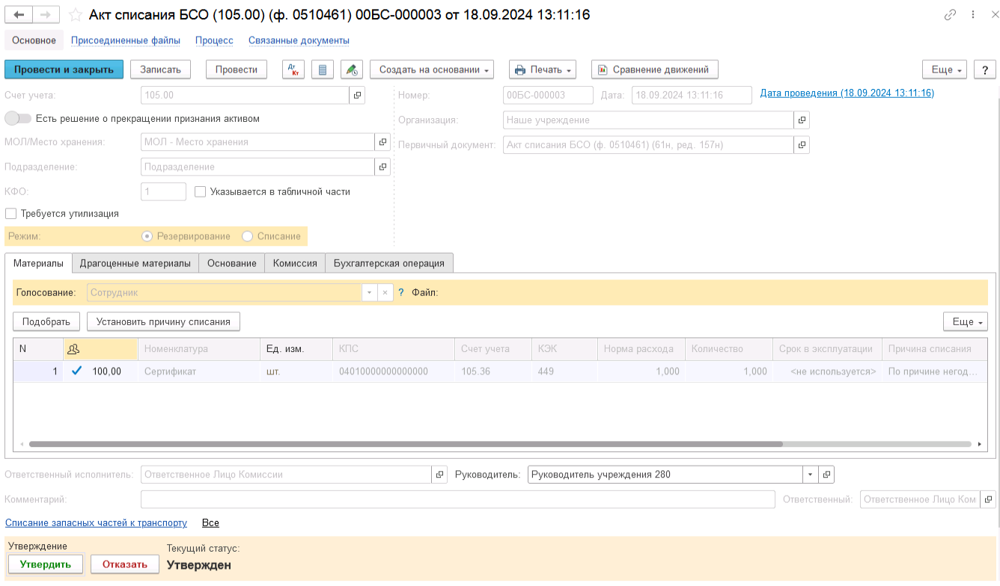 Акт списания БСО (105.00) (ф. 0510461) 00БС-000003 от 18.09.2024 13:11:16
Основное Присоединенные файлы Процесс Связанные документы
Провести и закрыть Записать Провести Дт Кт Создать на основании Печать Сравнение движений Еще ?
Счет учета: 105.00 Номер: 00БС-000003 Дата: 18.09.2024 13:11:16 Дата проведения (18.09.2024 13:11:16)
Есть решение о прекращении признания активом Организация: Наше учреждение
МОЛ/Место хранения: МОЛ - Место хранения Первичный документ: Акт списания БСО (ф. 0510461) (61н, ред. 157н)
Подразделение: Подразделение
КФО: 1 Указывается в табличной части
Требуется утилизация
Режим: Резервирование Списание
Материалы Драгоценные материалы Основание Комиссия Бухгалтерская операция
Голосование: Сотрудник ? Файл:
Подобрать Установить причину списания Еще
N Номенклатура Ед. изм. КПС Счет учета КЭК Норма расхода Количество Срок в эксплуатации Причина списания
1 100,00 Сертификат шт. 04010000000000000 105.36 449 1,000 1,000 <не используется> По причине негод...
Ответственный исполнитель: Ответственное Лицо Комиссии Руководитель: Руководитель учреждения 280
Комментарий: Ответственный: Ответственное Лицо Ком
Списание запасных частей к транспорту Все
Утверждение Текущий статус:
Утвердить Отказать Утвержден